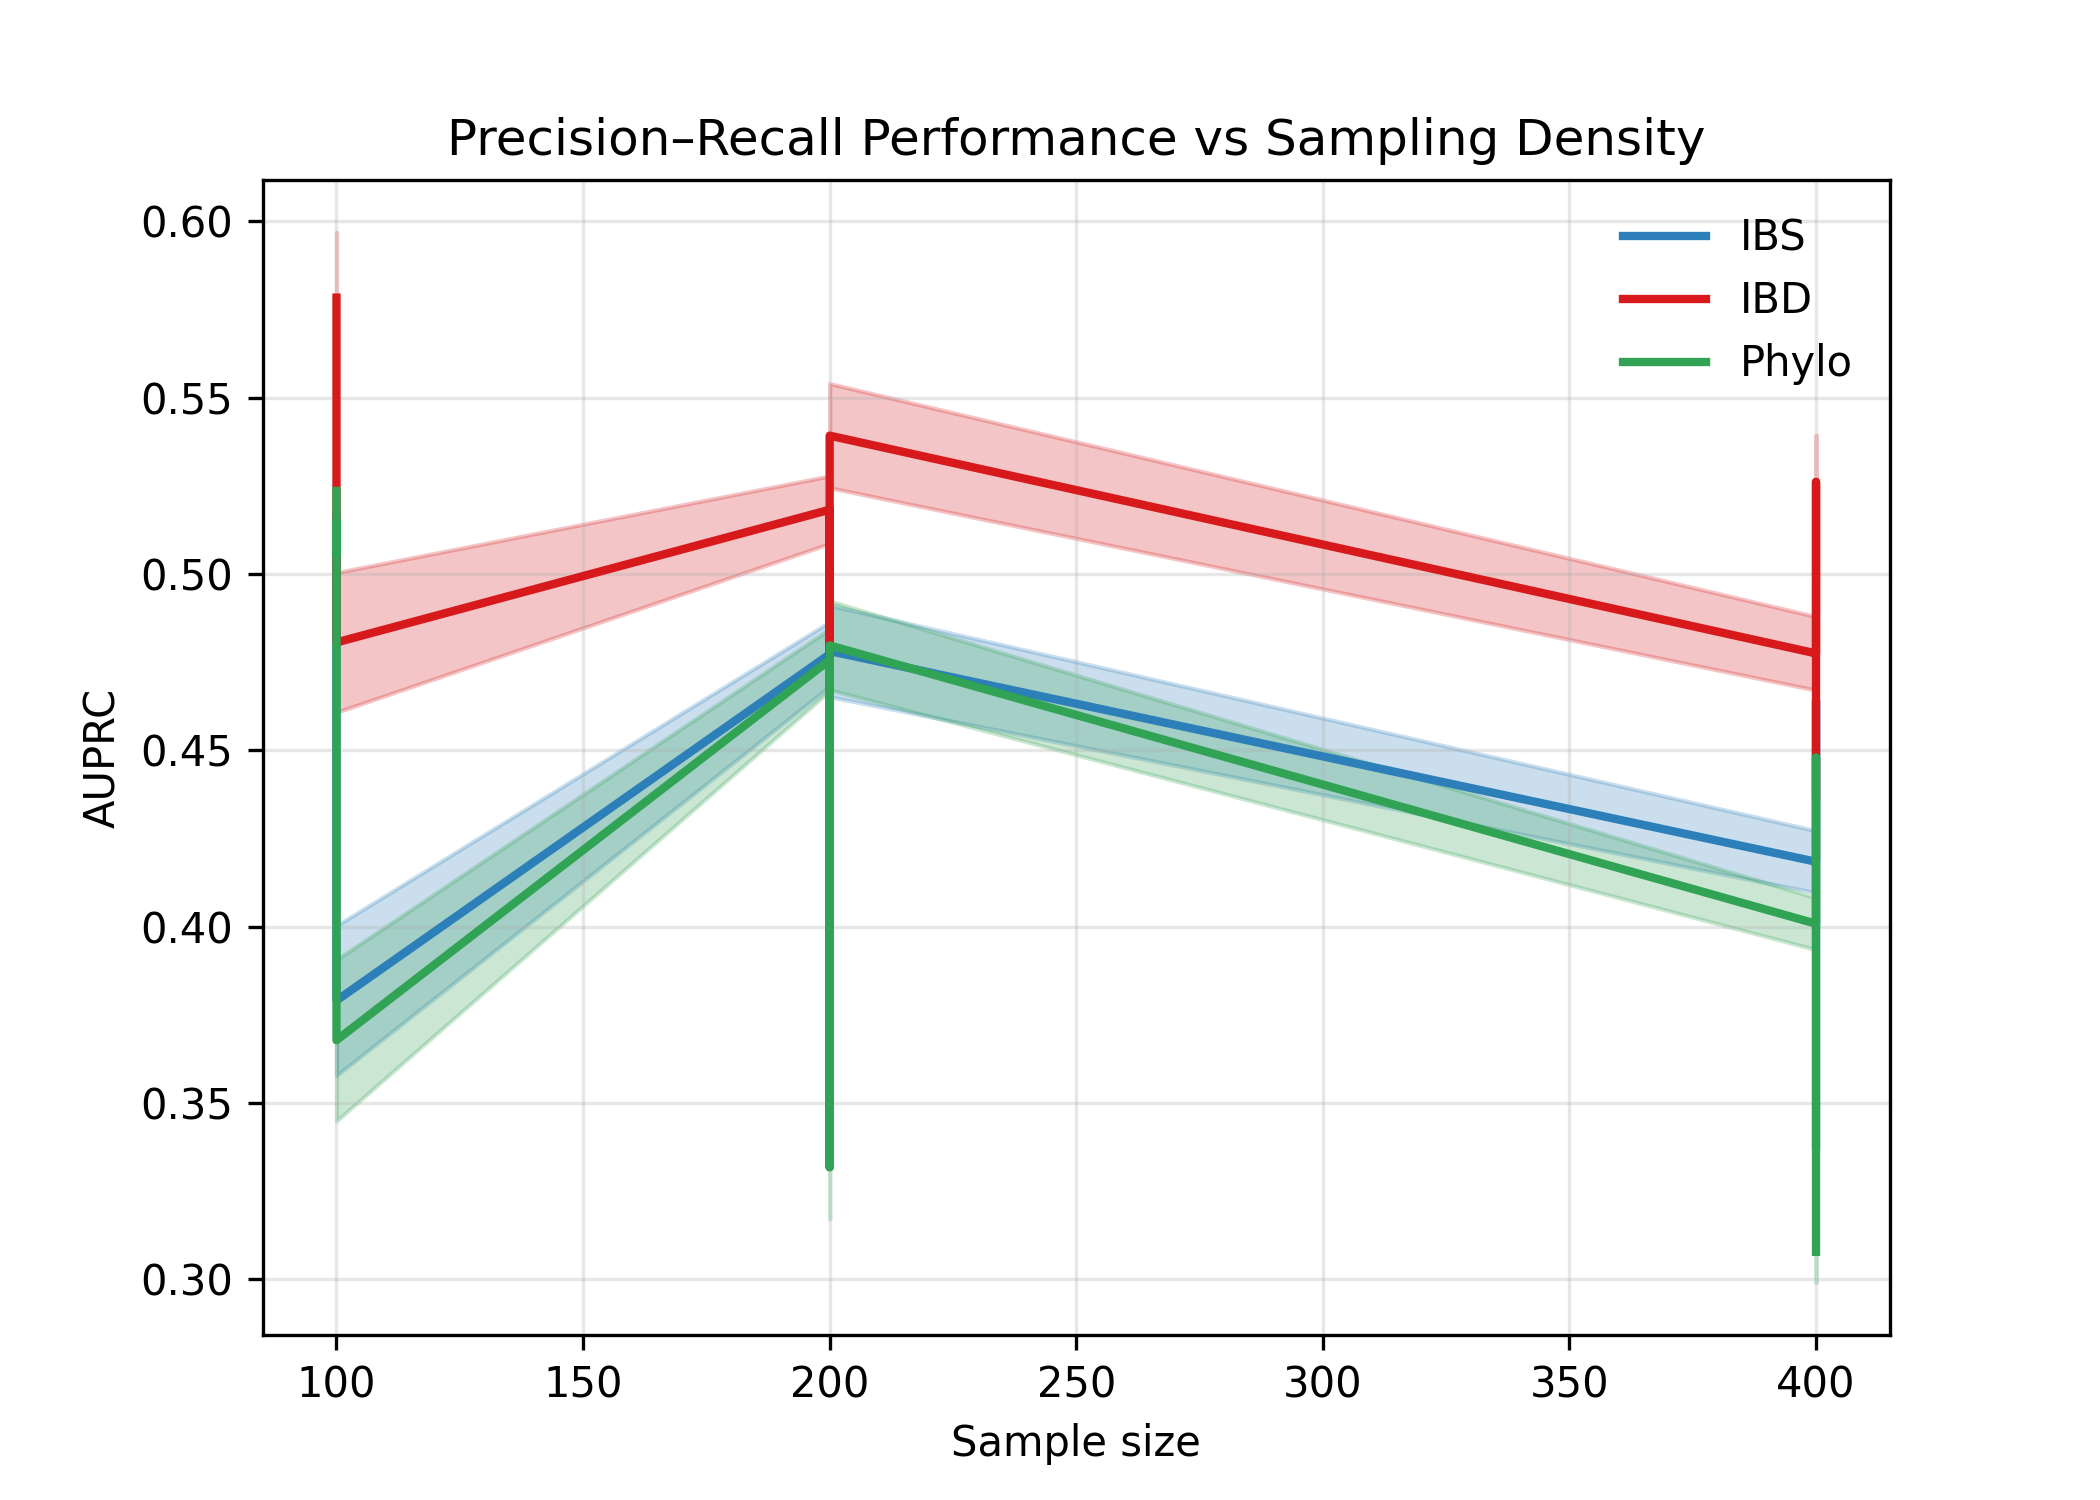 Precision–Recall Performance vs Sampling Density
0.60
0.55
0.50
0.45
0.40
0.35
0.30
AUPRC
IBS
IBD
Phylo
100 150 200 250 300 350 400
Sample size